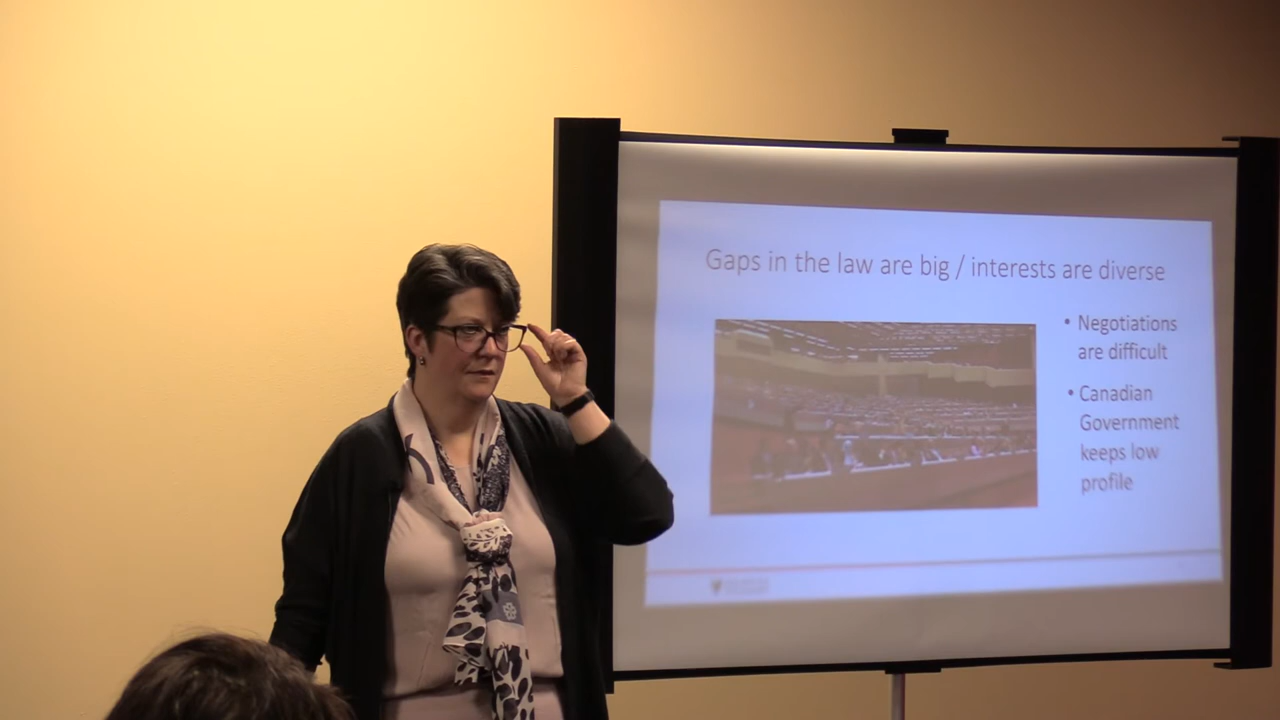 Gaps in the law are big / interests are diverse
• Negotiations
are difficult
• Canadian
Government
keeps low
profile